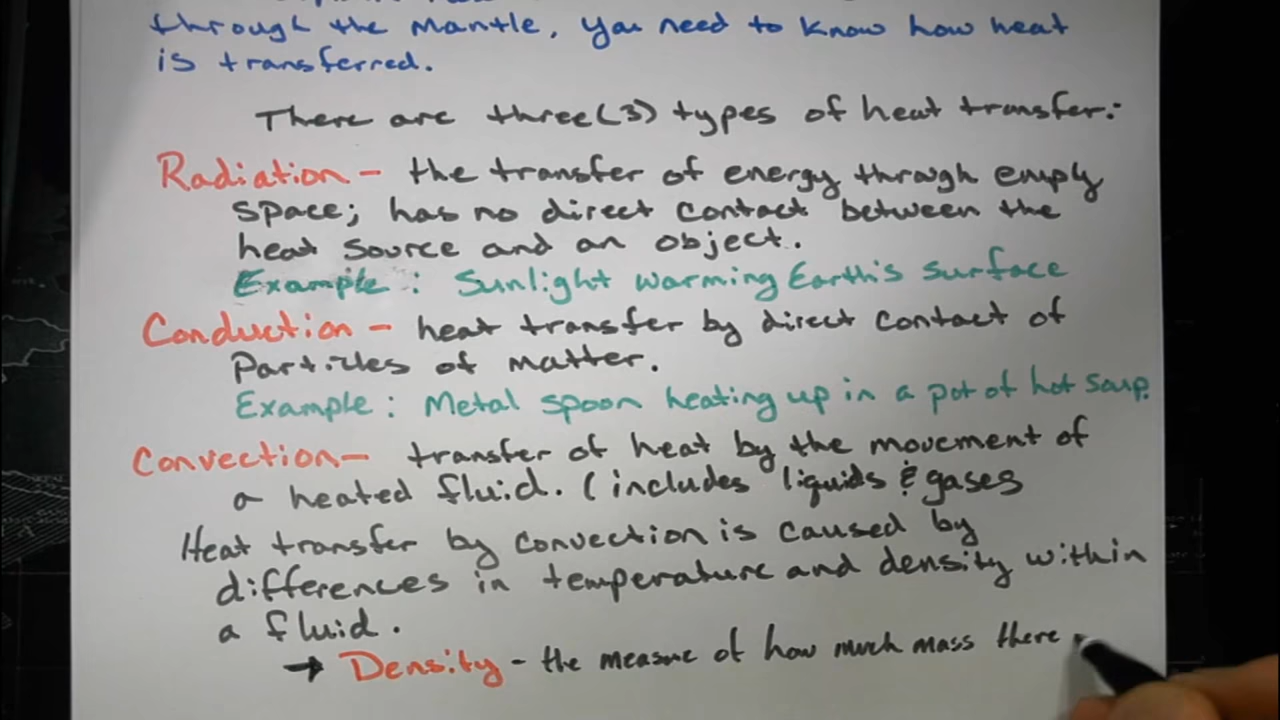 through the mantle, you need to know how heat
is transferred.
There are three (3) types of heat transfer:
Radiation - the transfer of energy through empty
space; has no direct contact between the
heat source and an object.
Example: Sunlight warming Earth's surface
Conduction - heat transfer by direct contact of
Particles of matter.
Example: Metal spoon heating up in a pot of hot soup.
Convection - transfer of heat by the movement of
a heated fluid. (includes liquids & gases
Heat transfer by convection is caused by
differences in temperature and density within
a fluid.
→ Density - the measure of how much mass there